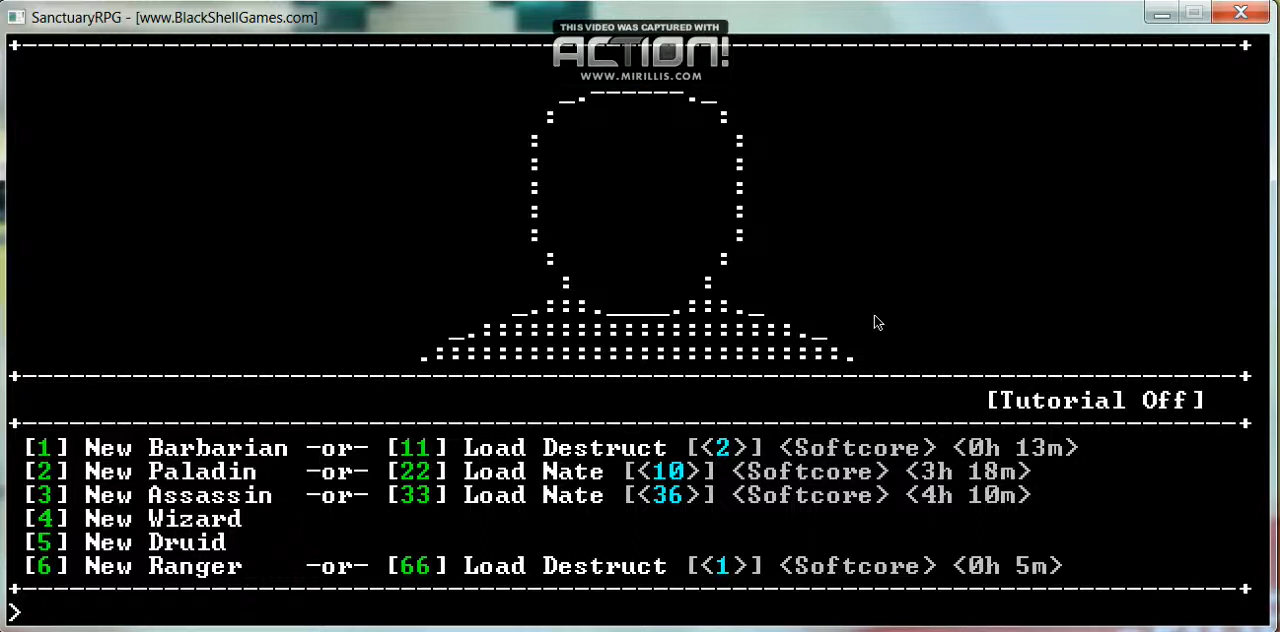 SanctuaryRPG - [www.BlackShellGames.com]
THIS VIDEO WAS CAPTURED WITH
ACTION!
WWW.MIRILLIS.COM
[Tutorial Off]
[1] New Barbarian -or- [11] Load Destruct [<2>] <Softcore> <0h 13m>
[2] New Paladin -or- [22] Load Nate [<10>] <Softcore> <3h 18m>
[3] New Assassin -or- [33] Load Nate [<36>] <Softcore> <4h 10m>
[4] New Wizard
[5] New Druid
[6] New Ranger -or- [66] Load Destruct [<1>] <Softcore> <0h 5m>
>